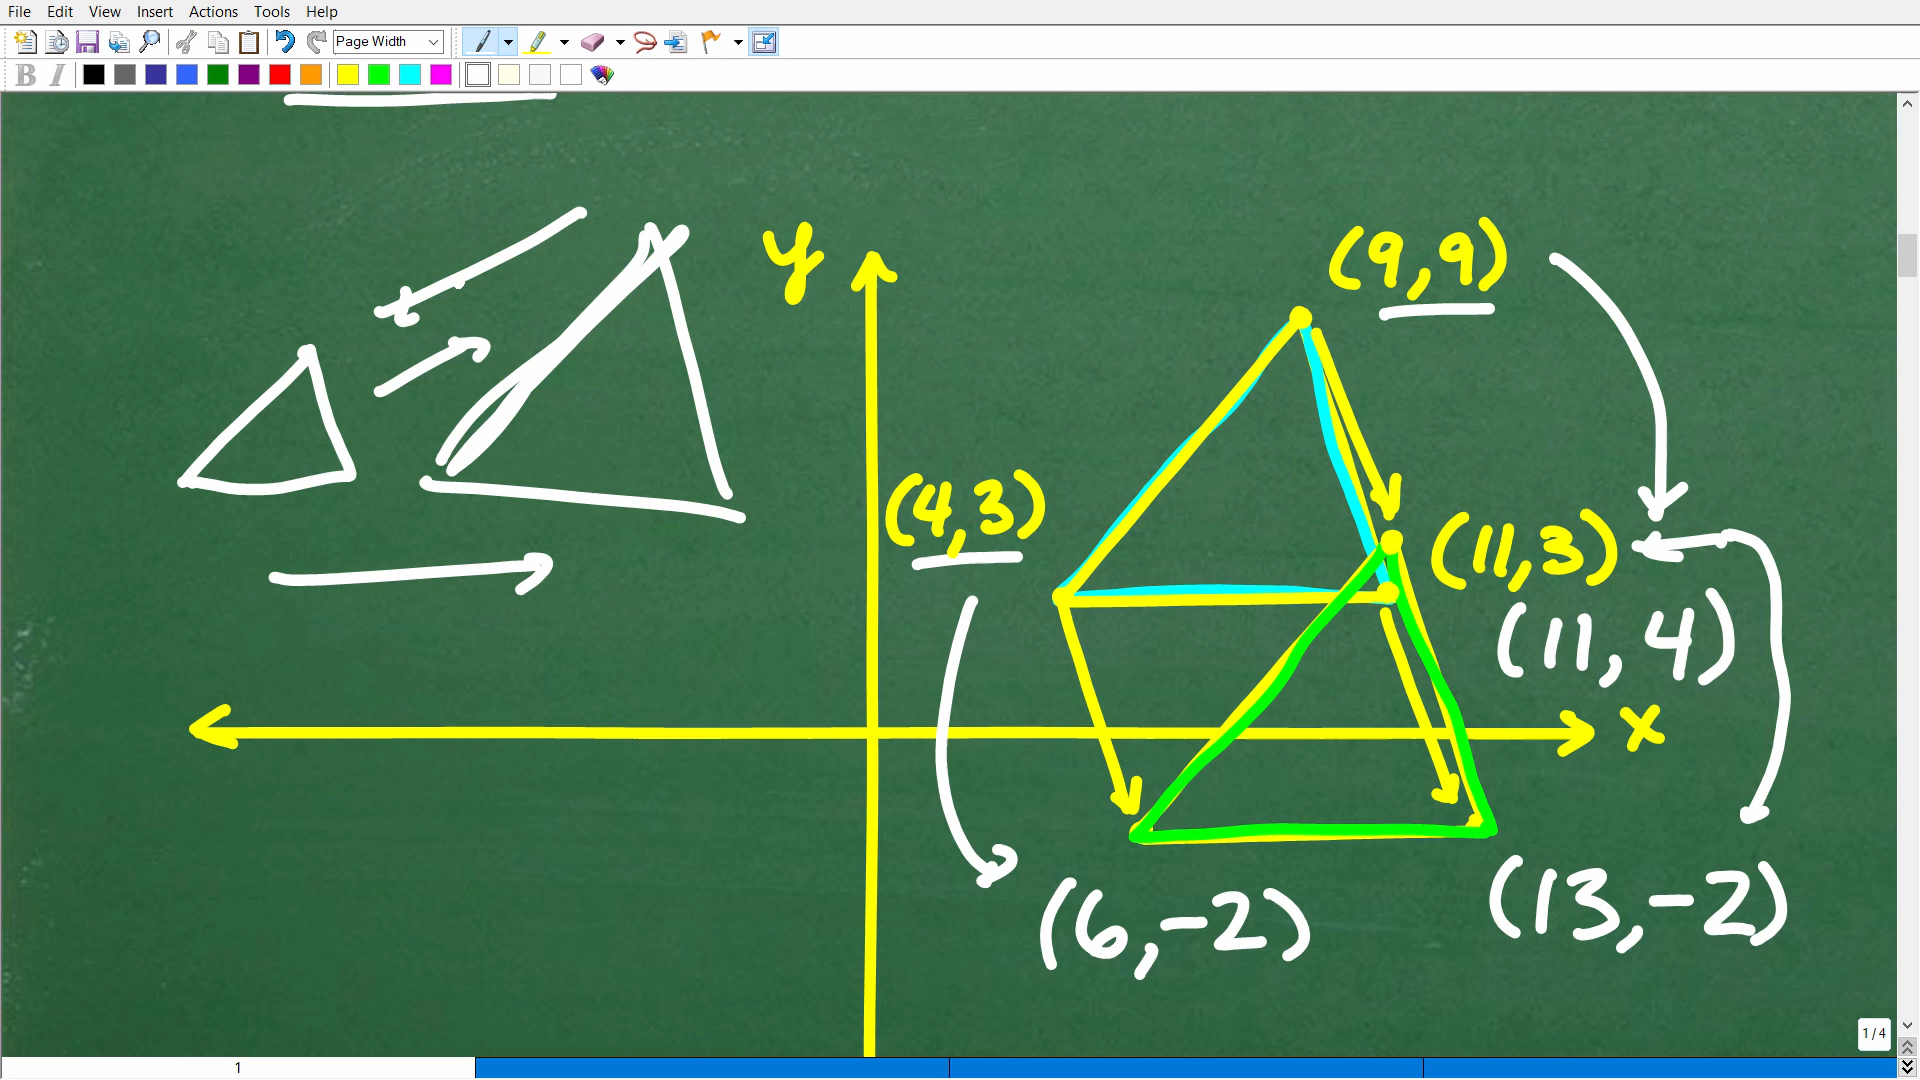 File Edit View Insert Actions Tools Help
Page Width
B I
y
(9,9)
(4,3)
(11,3)
(11,4)
x
(6,-2)
(13,-2)
1 / 4
1